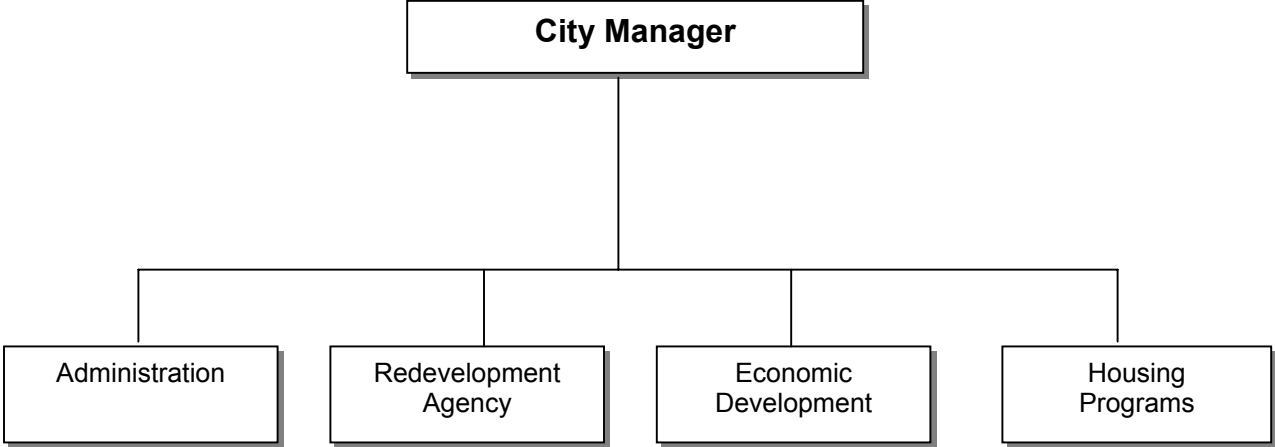 City Manager
Administration
Redevelopment
Agency
Economic
Development
Housing
Programs